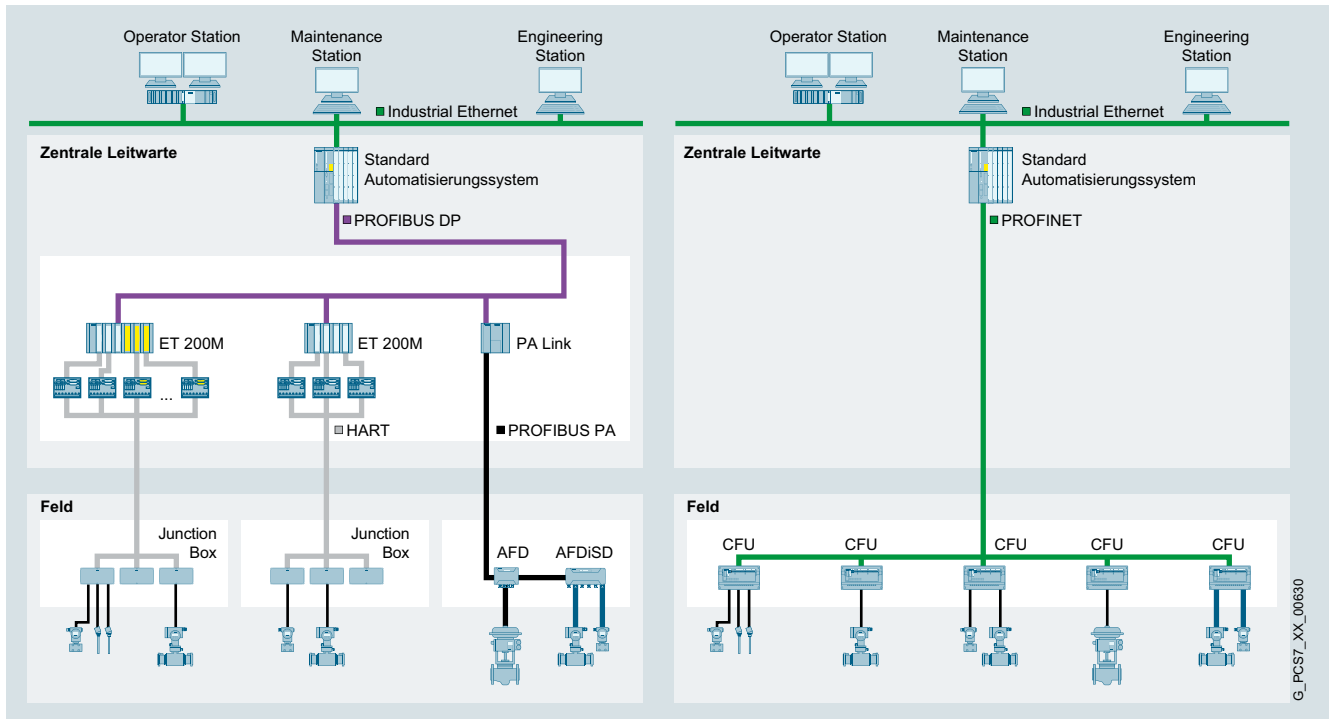 Operator Station
Maintenance
Station
Engineering
Station
Industrial Ethernet
Zentrale Leitwarte
Standard
Automatisierungssystem
PROFIBUS DP
ET 200M
ET 200M
PA Link
...
HART
PROFIBUS PA
Feld
Junction
Box
Junction
Box
AFD
AFDiSD
Operator Station
Maintenance
Station
Engineering
Station
Industrial Ethernet
Zentrale Leitwarte
Standard
Automatisierungssystem
PROFINET
Feld
CFU
CFU
CFU
CFU
CFU
G_PCS7_XX_00630